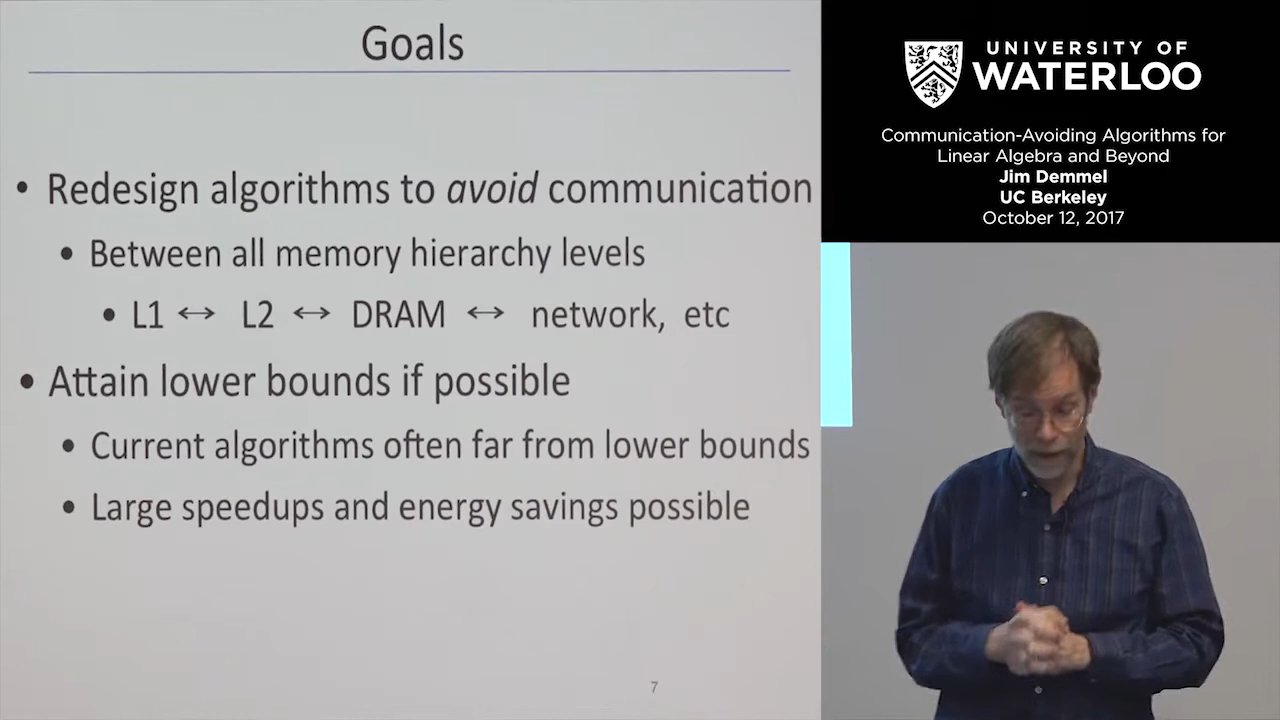 Goals
• Redesign algorithms to avoid communication
• Between all memory hierarchy levels
• L1 ↔ L2 ↔ DRAM ↔ network, etc
• Attain lower bounds if possible
• Current algorithms often far from lower bounds
• Large speedups and energy savings possible
7
UNIVERSITY OF
WATERLOO
Communication-Avoiding Algorithms for
Linear Algebra and Beyond
Jim Demmel
UC Berkeley
October 12, 2017